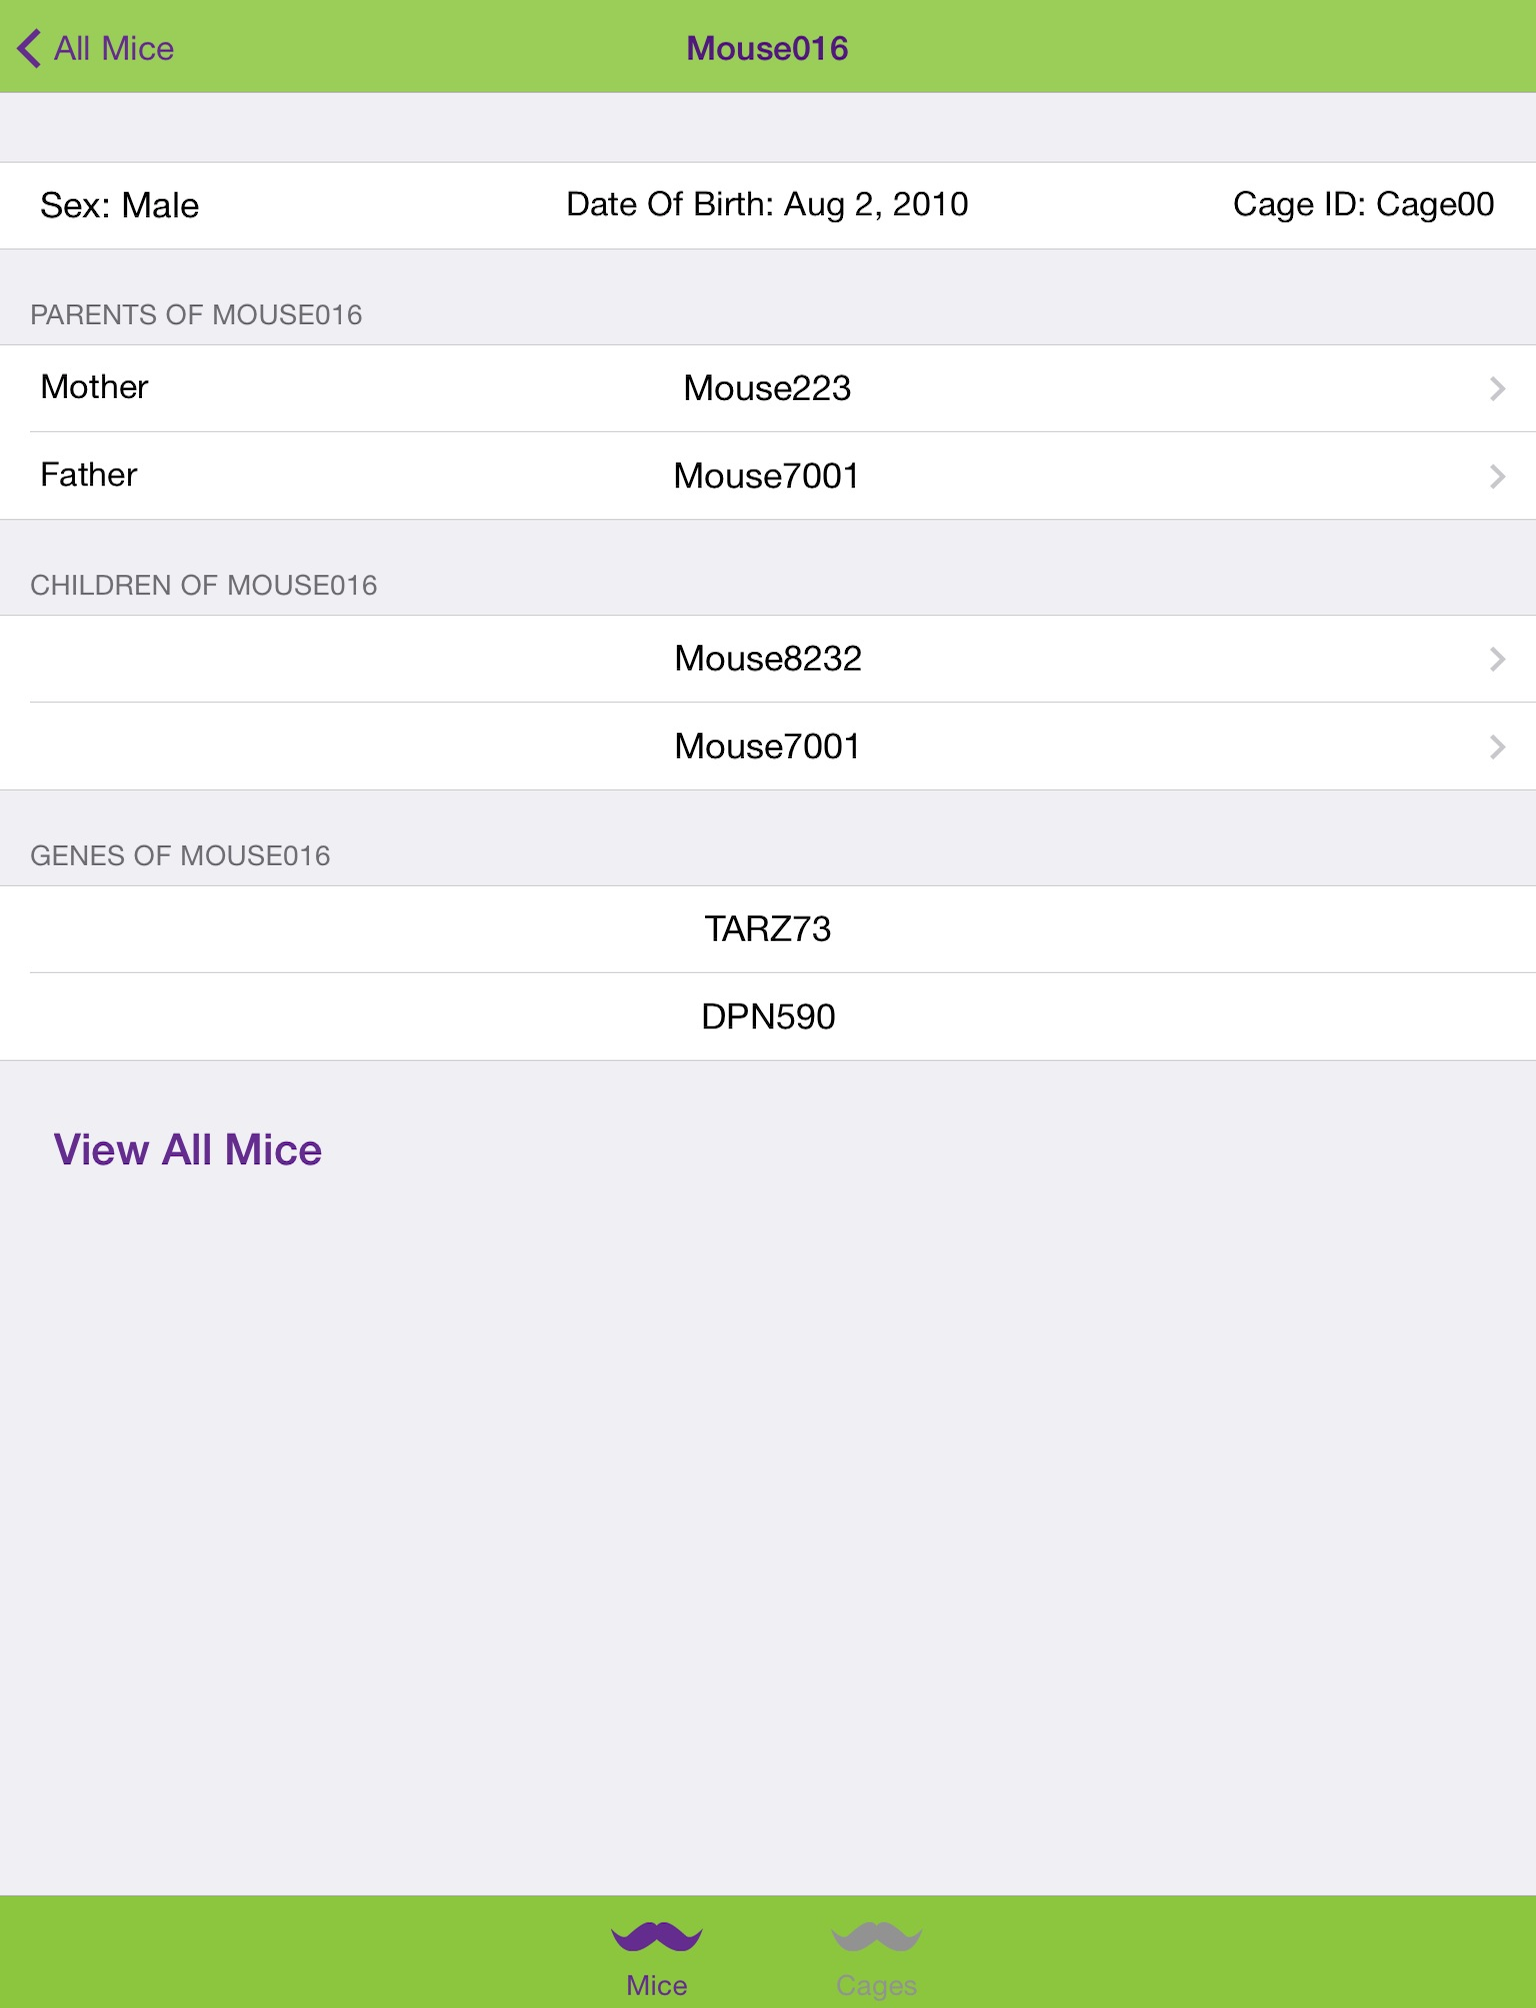 All Mice
Mouse016
Sex: Male Date Of Birth: Aug 2, 2010 Cage ID: Cage00
PARENTS OF MOUSE016
Mother Mouse223
Father Mouse7001
CHILDREN OF MOUSE016
Mouse8232
Mouse7001
GENES OF MOUSE016
TARZ73
DPN590
View All Mice
Mice Cages